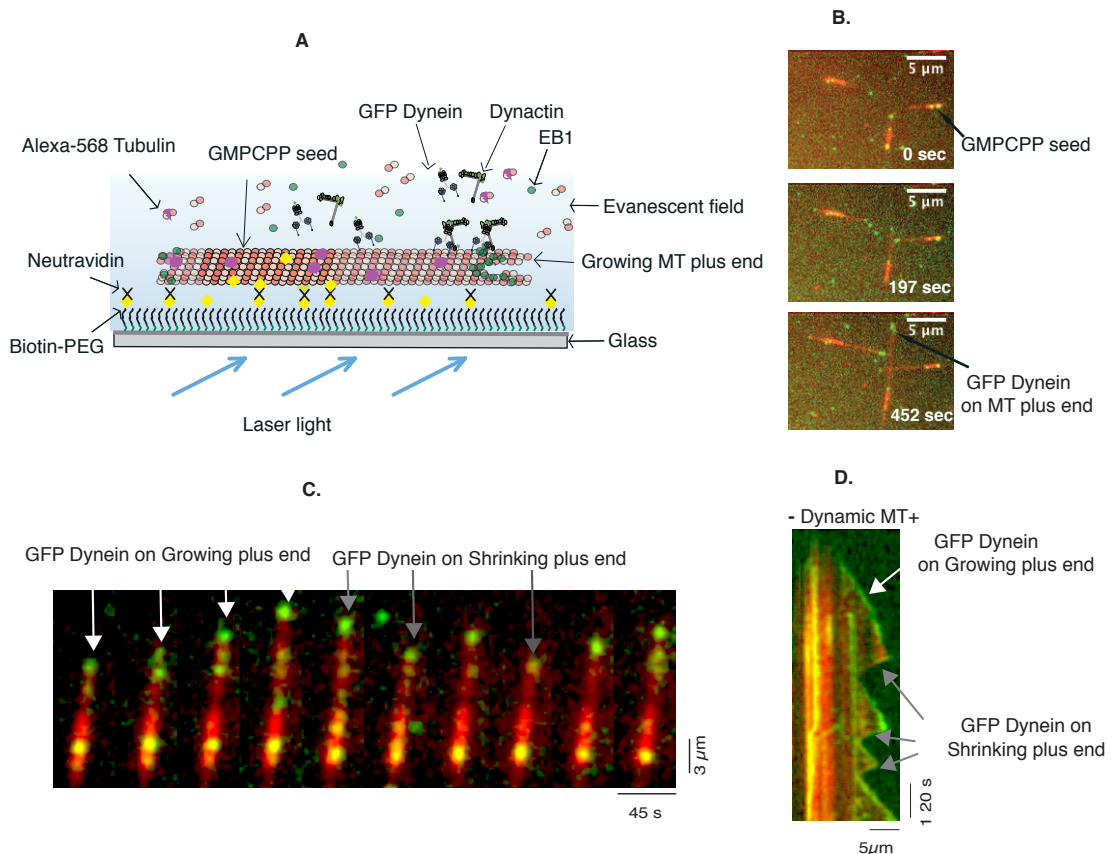 A
GFP Dynein
Dynactin
EB1
Alexa-568 Tubulin
GMPCPP seed
Evanescent field
Neutravidin
Growing MT plus end
Biotin-PEG
Glass
Laser light
B.
5 µm
0 sec
GMPCPP seed
5 µm
197 sec
5 µm
452 sec
GFP Dynein
on MT plus end
C.
GFP Dynein on Growing plus end
GFP Dynein on Shrinking plus end
3 µm
45 s
D.
- Dynamic MT+
GFP Dynein
on Growing plus end
GFP Dynein on
Shrinking plus end
1 20 s
5µm